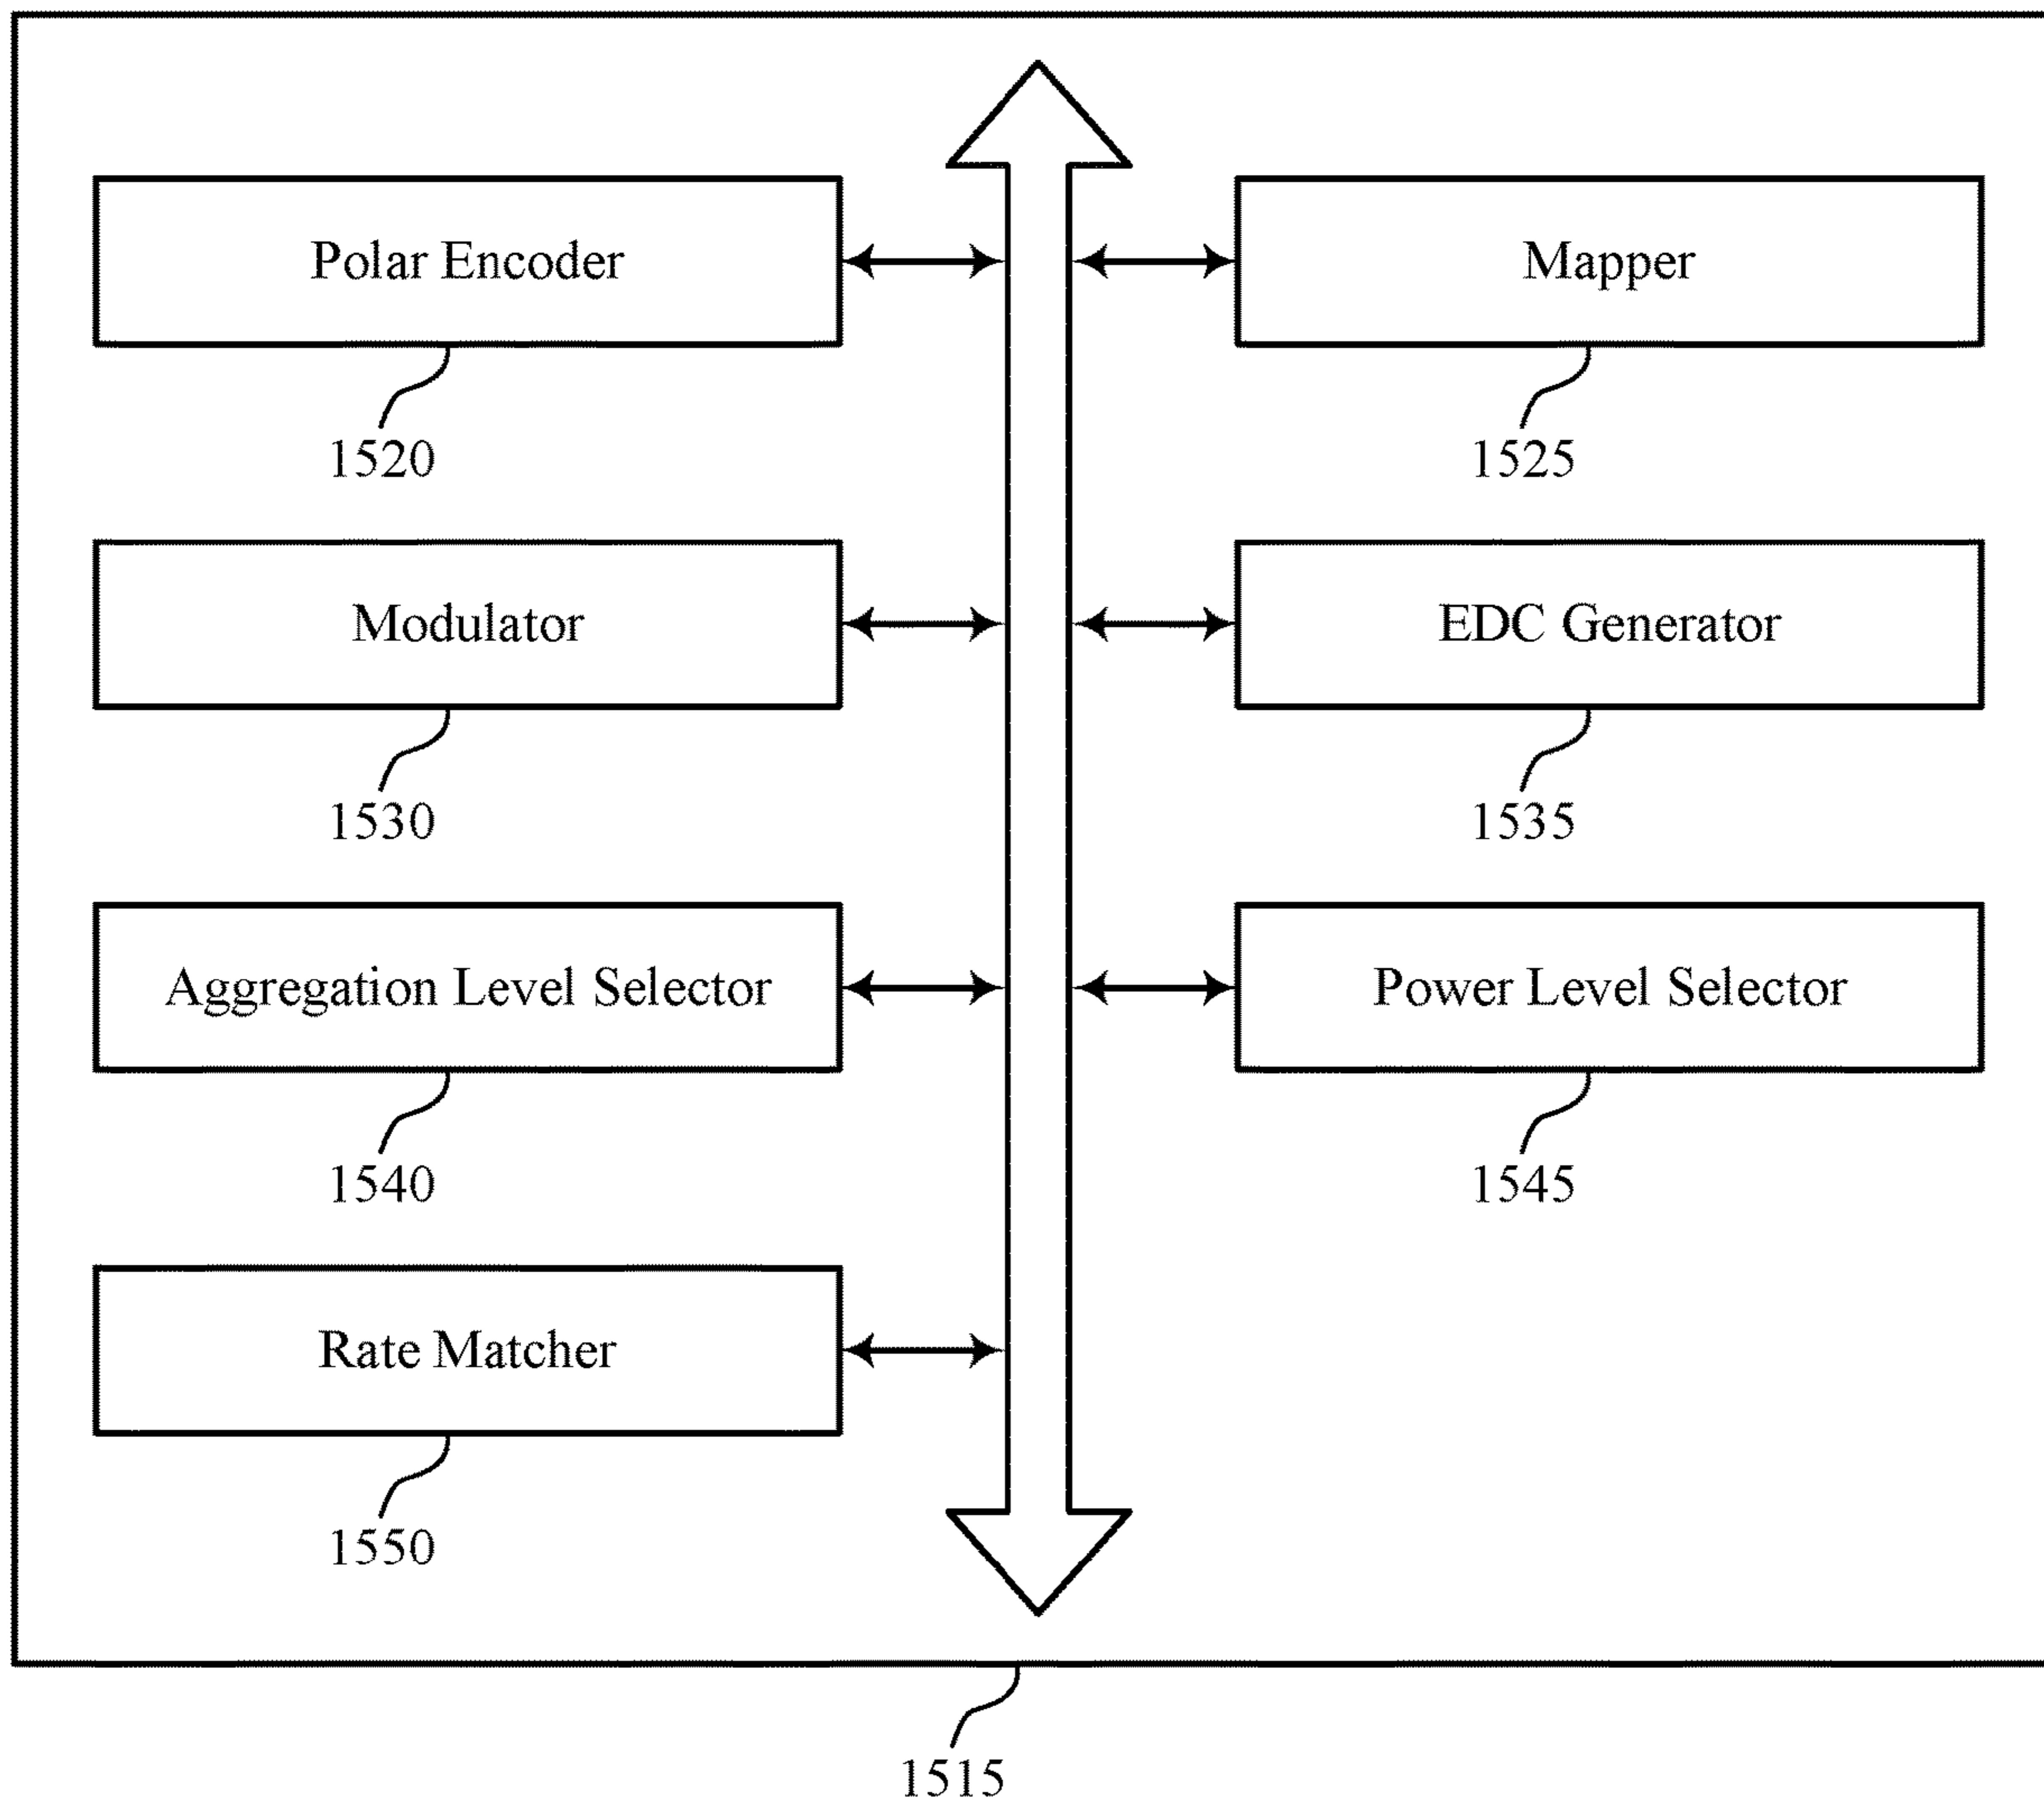 Polar Encoder
Mapper
1520
1525
Modulator
EDC Generator
1530
1535
Aggregation Level Selector
Power Level Selector
1540
1545
Rate Matcher
1550
1515